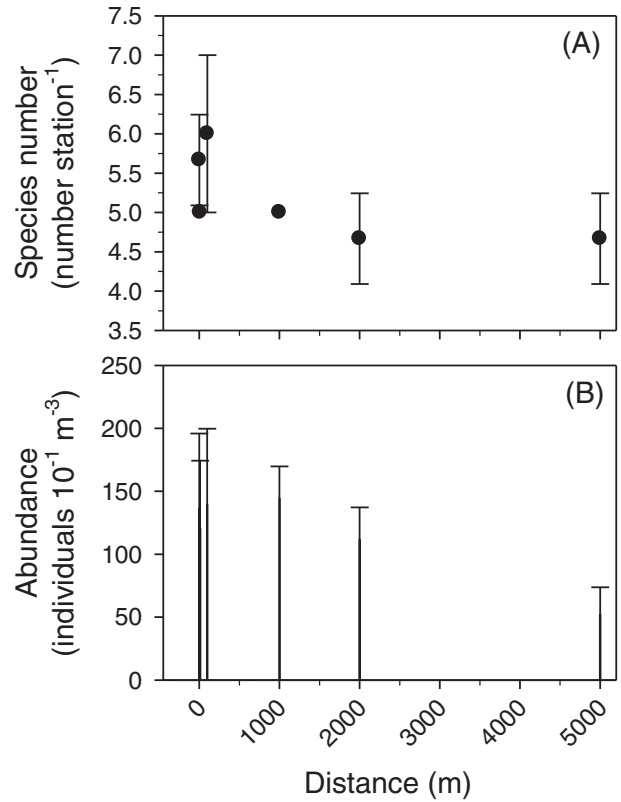 (A)
Species number
(number station⁻¹)
7.5
7.0
6.5
6.0
5.5
5.0
4.5
4.0
3.5
(B)
Abundance
(individuals 10⁻¹ m⁻³)
250
200
150
100
50
0
0 1000 2000 3000 4000 5000
Distance (m)